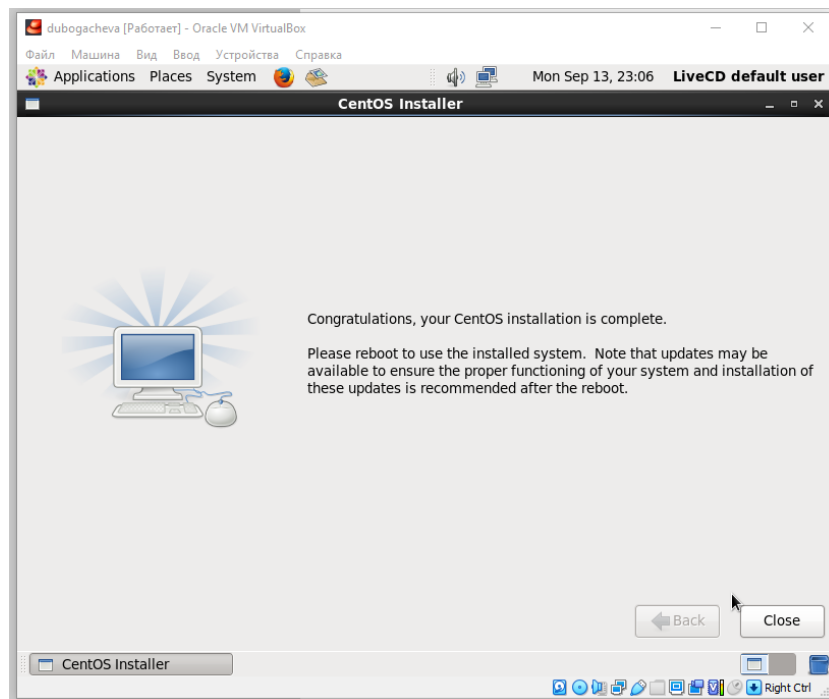 dubogacheva [Работает] - Oracle VM VirtualBox
Файл Машина Вид Ввод Устройства Справка
Applications Places System Mon Sep 13, 23:06 LiveCD default user
CentOS Installer
Congratulations, your CentOS installation is complete.
Please reboot to use the installed system. Note that updates may be
available to ensure the proper functioning of your system and installation of
these updates is recommended after the reboot.
Back Close
CentOS Installer
Right Ctrl